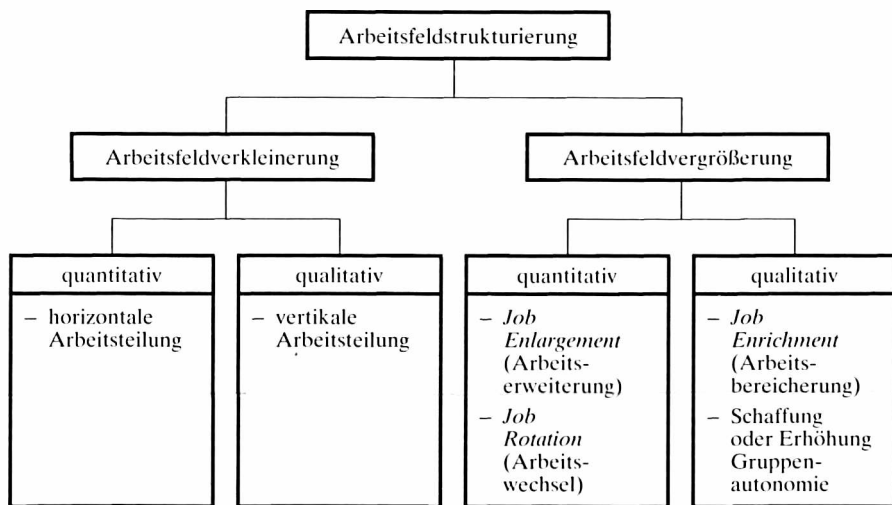 Arbeitsfeldstrukturierung
Arbeitsfeldverkleinerung
Arbeitsfeldvergrößerung
quantitativ
– horizontale
Arbeitsteilung
qualitativ
– vertikale
Arbeitsteilung
quantitativ
– Job
Enlargement
(Arbeits-
erweiterung)
– Job
Rotation
(Arbeits-
wechsel)
qualitativ
– Job
Enrichment
(Arbeits-
bereicherung)
– Schaffung
oder Erhöhung
Gruppen-
autonomie